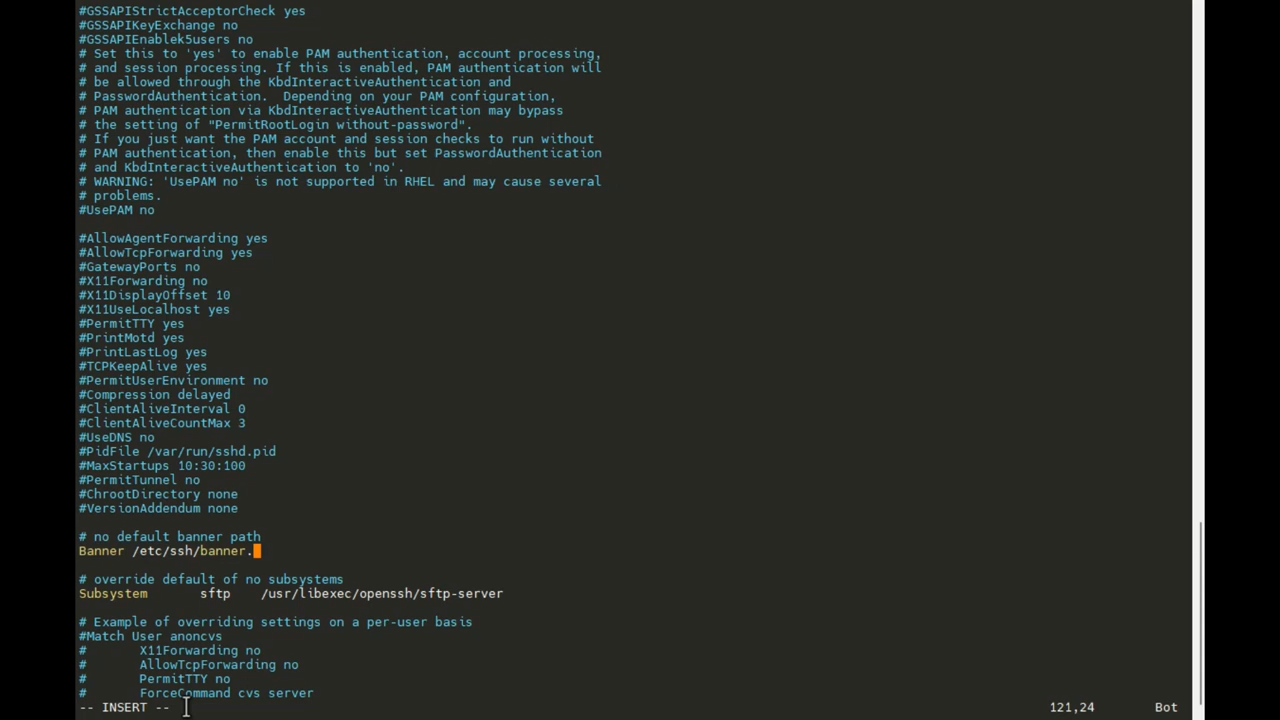 #GSSAPIStrictAcceptorCheck yes
#GSSAPIKeyExchange no
#GSSAPIEnablek5users no
# Set this to 'yes' to enable PAM authentication, account processing,
# and session processing. If this is enabled, PAM authentication will
# be allowed through the KbdInteractiveAuthentication and
# PasswordAuthentication.  Depending on your PAM configuration,
# PAM authentication via KbdInteractiveAuthentication may bypass
# the setting of "PermitRootLogin without-password".
# If you just want the PAM account and session checks to run without
# PAM authentication, then enable this but set PasswordAuthentication
# and KbdInteractiveAuthentication to 'no'.
# WARNING: 'UsePAM no' is not supported in RHEL and may cause several
# problems.
#UsePAM no
#AllowAgentForwarding yes
#AllowTcpForwarding yes
#GatewayPorts no
#X11Forwarding no
#X11DisplayOffset 10
#X11UseLocalhost yes
#PermitTTY yes
#PrintMotd yes
#PrintLastLog yes
#TCPKeepAlive yes
#PermitUserEnvironment no
#Compression delayed
#ClientAliveInterval 0
#ClientAliveCountMax 3
#UseDNS no
#PidFile /var/run/sshd.pid
#MaxStartups 10:30:100
#PermitTunnel no
#ChrootDirectory none
#VersionAddendum none
# no default banner path
Banner /etc/ssh/banner.
# override default of no subsystems
Subsystem       sftp    /usr/libexec/openssh/sftp-server
# Example of overriding settings on a per-user basis
#Match User anoncvs
#       X11Forwarding no
#       AllowTcpForwarding no
#       PermitTTY no
#       ForceCommand cvs server
-- INSERT -- 121,24 Bot